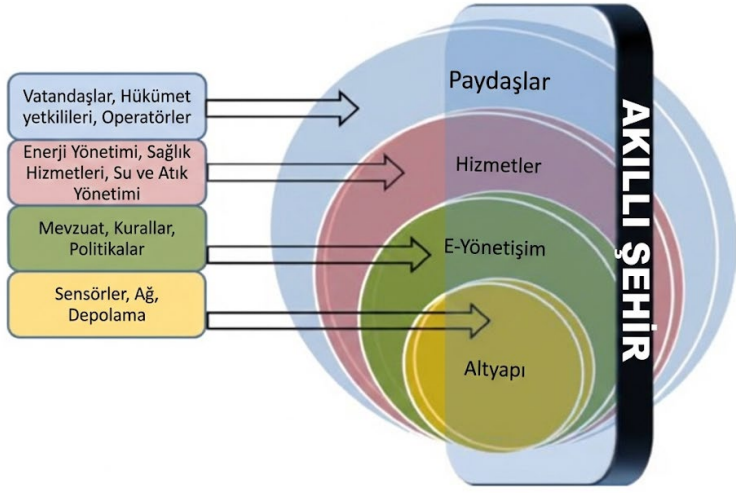 Vatandaşlar, Hükümet
yetkilileri, Operatörler
Enerji Yönetimi, Sağlık
Hizmetleri, Su ve Atık
Yönetimi
Mevzuat, Kurallar,
Politikalar
Sensörler, Ağ,
Depolama
Paydaşlar
Hizmetler
E-Yönetişim
Altyapı
AKILLI ŞEHİR